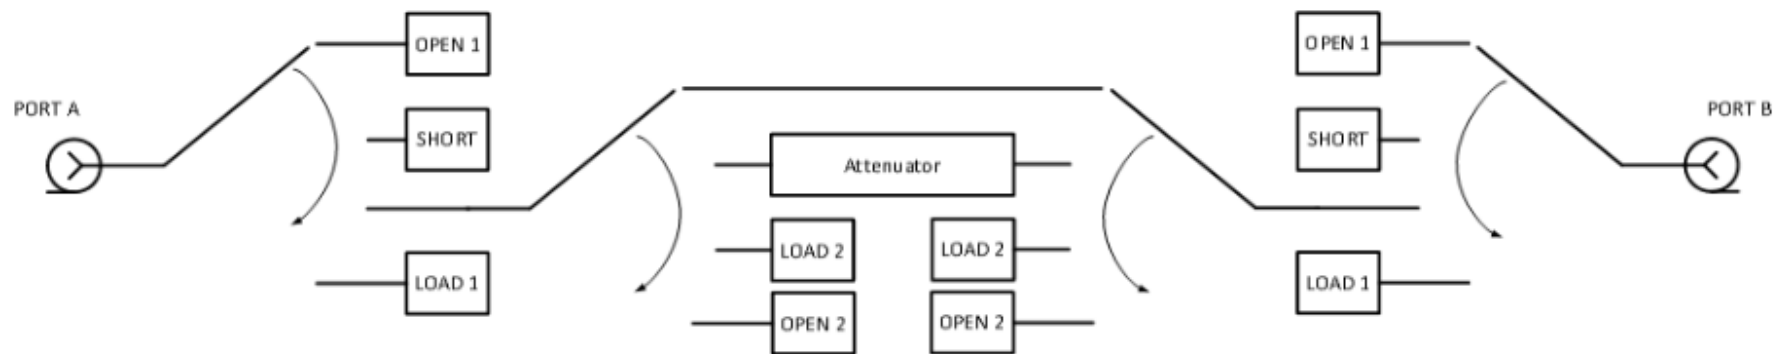 OPEN 1
OPEN 1
PORT A
PORT B
SHORT
SHORT
Attenuator
LOAD 2
LOAD 2
LOAD 1
LOAD 1
OPEN 2
OPEN 2